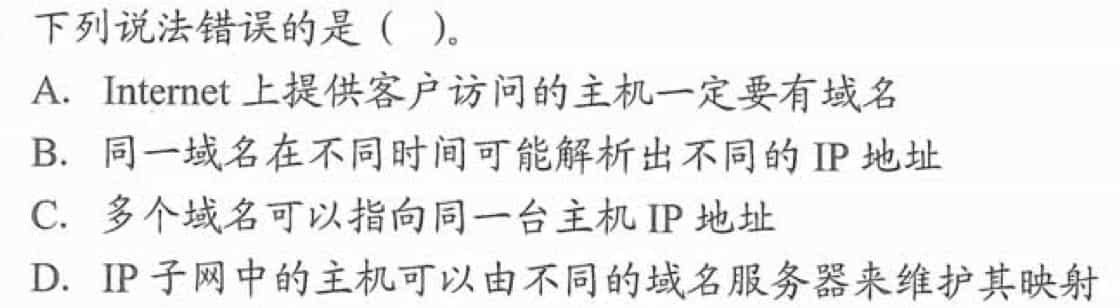 下列说法错误的是（ ）。
A. Internet 上提供客户访问的主机一定要有域名
B. 同一域名在不同时间可能解析出不同的 IP 地址
C. 多个域名可以指向同一台主机 IP 地址
D. IP 子网中的主机可以由不同的域名服务器来维护其映射